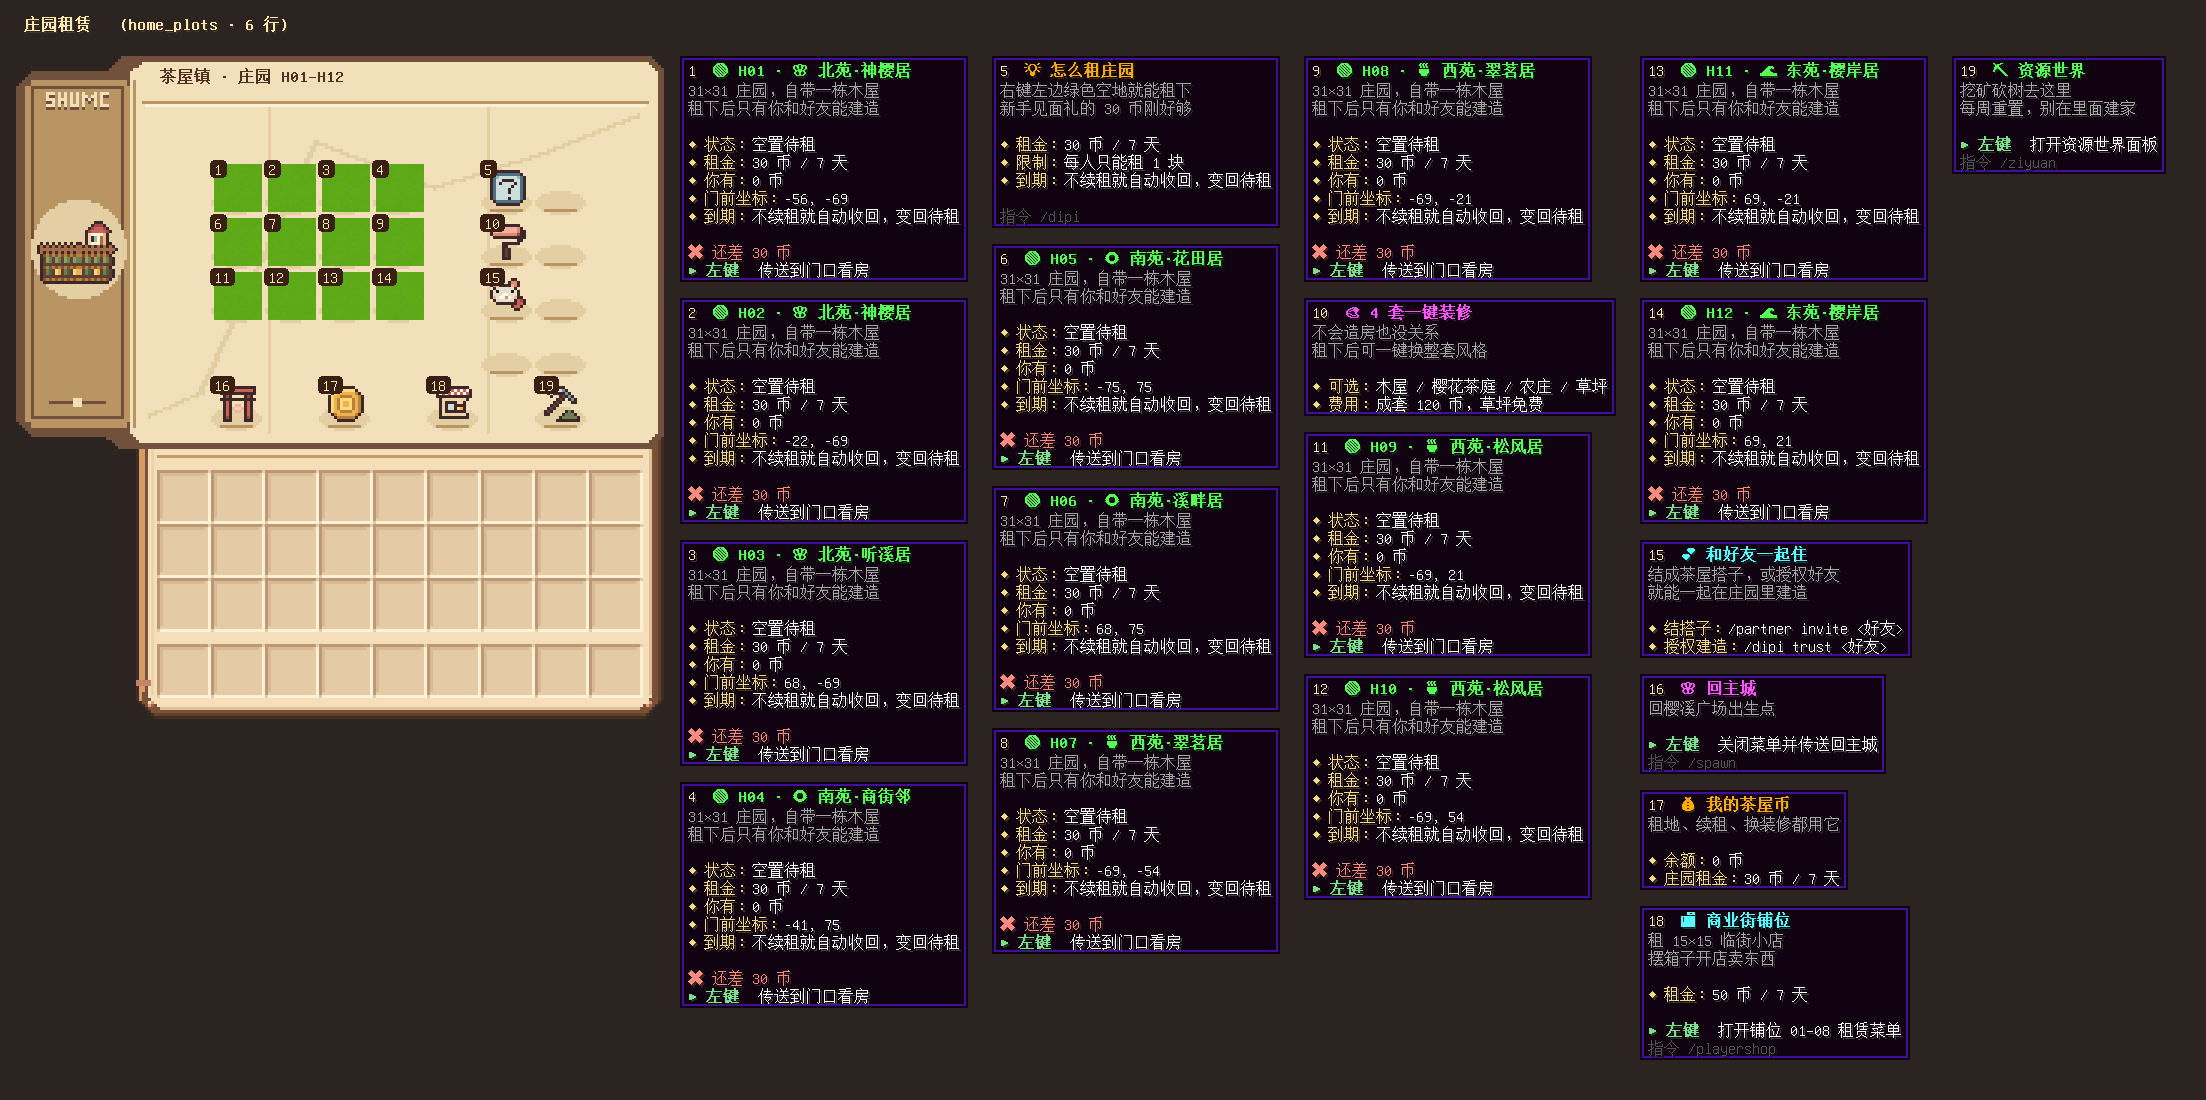 庄园租赁 (home_plots · 6 行)
SHUMC
茶屋镇 · 庄园 H01-H12
1
2
3
4
5
6
7
8
9
10
11
12
13
14
15
16
17
18
19
1 H01 · 北苑·神樱居
31×31 庄园，自带一栋木屋
租下后只有你和好友能建造
◆ 状态：空置待租
◆ 租金：30 币 / 7 天
◆ 你有：0 币
◆ 门前坐标：-56, -69
◆ 到期：不续租就自动收回，变回待租
✖ 还差 30 币
▶ 左键 传送到门口看房
2 H02 · 北苑·神樱居
31×31 庄园，自带一栋木屋
租下后只有你和好友能建造
◆ 状态：空置待租
◆ 租金：30 币 / 7 天
◆ 你有：0 币
◆ 门前坐标：-22, -69
◆ 到期：不续租就自动收回，变回待租
✖ 还差 30 币
▶ 左键 传送到门口看房
3 H03 · 北苑·听溪居
31×31 庄园，自带一栋木屋
租下后只有你和好友能建造
◆ 状态：空置待租
◆ 租金：30 币 / 7 天
◆ 你有：0 币
◆ 门前坐标：68, -69
◆ 到期：不续租就自动收回，变回待租
✖ 还差 30 币
▶ 左键 传送到门口看房
4 H04 · 南苑·商街邻
31×31 庄园，自带一栋木屋
租下后只有你和好友能建造
◆ 状态：空置待租
◆ 租金：30 币 / 7 天
◆ 你有：0 币
◆ 门前坐标：-41, 75
◆ 到期：不续租就自动收回，变回待租
✖ 还差 30 币
▶ 左键 传送到门口看房
5 怎么租庄园
右键左边绿色空地就能租下
新手见面礼的 30 币刚好够
◆ 租金：30 币 / 7 天
◆ 限制：每人只能租 1 块
◆ 到期：不续租就自动收回，变回待租
指令 /dipi
6 H05 · 南苑·花田居
31×31 庄园，自带一栋木屋
租下后只有你和好友能建造
◆ 状态：空置待租
◆ 租金：30 币 / 7 天
◆ 你有：0 币
◆ 门前坐标：-75, 75
◆ 到期：不续租就自动收回，变回待租
✖ 还差 30 币
▶ 左键 传送到门口看房
7 H06 · 南苑·溪畔居
31×31 庄园，自带一栋木屋
租下后只有你和好友能建造
◆ 状态：空置待租
◆ 租金：30 币 / 7 天
◆ 你有：0 币
◆ 门前坐标：68, 75
◆ 到期：不续租就自动收回，变回待租
✖ 还差 30 币
▶ 左键 传送到门口看房
8 H07 · 西苑·翠茗居
31×31 庄园，自带一栋木屋
租下后只有你和好友能建造
◆ 状态：空置待租
◆ 租金：30 币 / 7 天
◆ 你有：0 币
◆ 门前坐标：-69, -54
◆ 到期：不续租就自动收回，变回待租
✖ 还差 30 币
▶ 左键 传送到门口看房
9 H08 · 西苑·翠茗居
31×31 庄园，自带一栋木屋
租下后只有你和好友能建造
◆ 状态：空置待租
◆ 租金：30 币 / 7 天
◆ 你有：0 币
◆ 门前坐标：-69, -21
◆ 到期：不续租就自动收回，变回待租
✖ 还差 30 币
▶ 左键 传送到门口看房
10 4 套一键装修
不会造房也没关系
租下后可一键换整套风格
◆ 可选：木屋 / 樱花茶庭 / 农庄 / 草坪
◆ 费用：成套 120 币，草坪免费
11 H09 · 西苑·松风居
31×31 庄园，自带一栋木屋
租下后只有你和好友能建造
◆ 状态：空置待租
◆ 租金：30 币 / 7 天
◆ 你有：0 币
◆ 门前坐标：-69, 21
◆ 到期：不续租就自动收回，变回待租
✖ 还差 30 币
▶ 左键 传送到门口看房
12 H10 · 西苑·松风居
31×31 庄园，自带一栋木屋
租下后只有你和好友能建造
◆ 状态：空置待租
◆ 租金：30 币 / 7 天
◆ 你有：0 币
◆ 门前坐标：-69, 54
◆ 到期：不续租就自动收回，变回待租
✖ 还差 30 币
▶ 左键 传送到门口看房
13 H11 · 东苑·樱岸居
31×31 庄园，自带一栋木屋
租下后只有你和好友能建造
◆ 状态：空置待租
◆ 租金：30 币 / 7 天
◆ 你有：0 币
◆ 门前坐标：69, -21
◆ 到期：不续租就自动收回，变回待租
✖ 还差 30 币
▶ 左键 传送到门口看房
14 H12 · 东苑·樱岸居
31×31 庄园，自带一栋木屋
租下后只有你和好友能建造
◆ 状态：空置待租
◆ 租金：30 币 / 7 天
◆ 你有：0 币
◆ 门前坐标：69, 21
◆ 到期：不续租就自动收回，变回待租
✖ 还差 30 币
▶ 左键 传送到门口看房
15 和好友一起住
结成茶屋搭子，或授权好友
就能一起在庄园里建造
◆ 结搭子：/partner invite <好友>
◆ 授权建造：/dipi trust <好友>
16 回主城
回樱溪广场出生点
▶ 左键 关闭菜单并传送回主城
指令 /spawn
17 我的茶屋币
租地、续租、换装修都用它
◆ 余额：0 币
◆ 庄园租金：30 币 / 7 天
18 商业街铺位
租 15×15 临街小店
摆箱子开店卖东西
◆ 租金：50 币 / 7 天
▶ 左键 打开铺位 01-08 租赁菜单
指令 /playershop
19 资源世界
挖矿砍树去这里
每周重置，别在里面建家
▶ 左键 打开资源世界面板
指令 /ziyuan